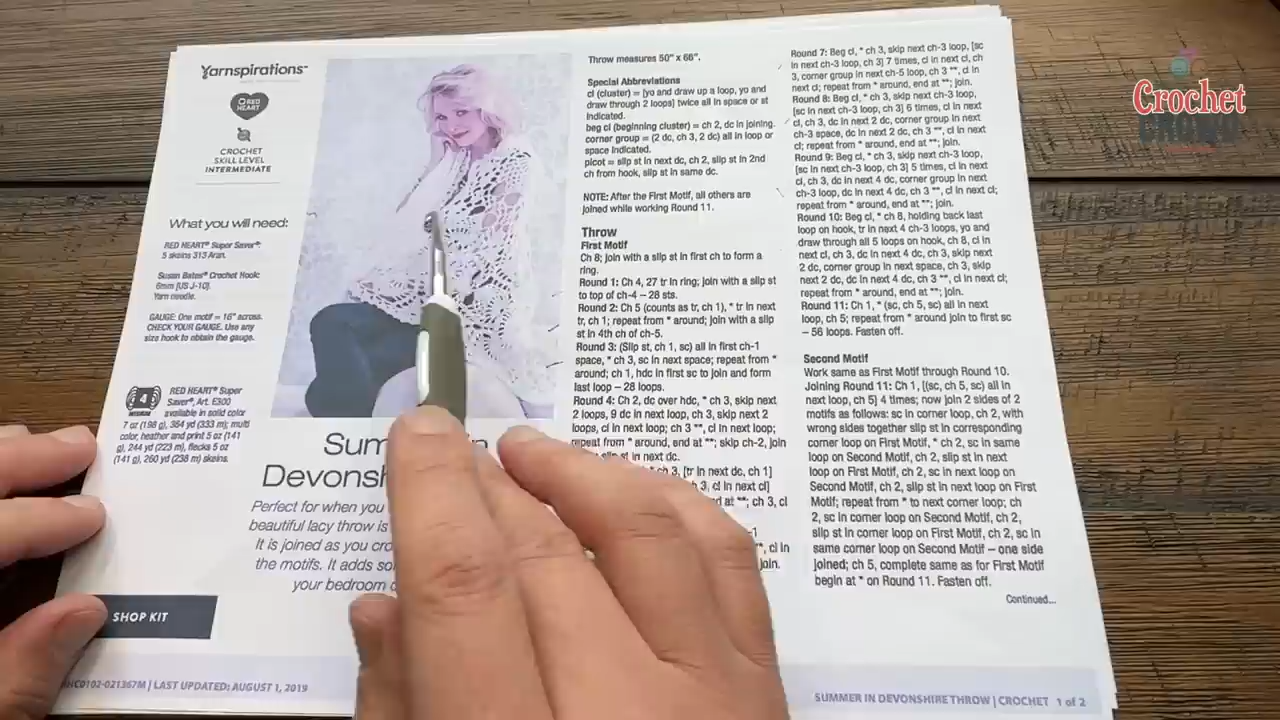 Yarnspirations™
RED HEART
CROCHET
SKILL LEVEL
INTERMEDIATE
What you will need:
RED HEART® Super Saver®:
5 skeins 313 Aran.
Susan Bates® Crochet Hook:
6mm [US J-10].
Yarn needle.
GAUGE: One motif = 16" across.
CHECK YOUR GAUGE. Use any
size hook to obtain the gauge.
4
MEDIUM
RED HEART® Super
Saver®, Art. E300
available in solid color
7 oz (198 g), 364 yd (333 m); multi
color, heather and print 5 oz (141
g), 244 yd (223 m), flecks 5 oz
(141 g), 260 yd (238 m) skeins.
SHOP KIT
Sum
Devonsh
Perfect for when you
beautiful lacy throw is
It is joined as you cro
the motifs. It adds so
your bedroom
Throw measures 50" x 66".
Special Abbreviations
cl (cluster) = [yo and draw up a loop, yo and
draw through 2 loops] twice all in space or st
indicated.
beg cl (beginning cluster) = ch 2, dc in joining.
corner group = (2 dc, ch 3, 2 dc) all in loop or
space indicated.
picot = slip st in next dc, ch 2, slip st in 2nd
ch from hook, slip st in same dc.
NOTE: After the First Motif, all others are
joined while working Round 11.
Throw
First Motif
Ch 8; join with a slip st in first ch to form a
ring.
Round 1: Ch 4, 27 tr in ring; join with a slip st
to top of ch-4 – 28 sts.
Round 2: Ch 5 (counts as tr, ch 1), * tr in next
tr, ch 1; repeat from * around; join with a slip
st in 4th ch of ch-5.
Round 3: (Slip st, ch 1, sc) all in first ch-1
space, * ch 3, sc in next space; repeat from *
around; ch 1, hdc in first sc to join and form
last loop – 28 loops.
Round 4: Ch 2, dc over hdc, * ch 3, skip next
2 loops, 9 dc in next loop, ch 3, skip next 2
loops, cl in next loop; ch 3 **, cl in next loop;
repeat from * around, end at **; skip ch-2, join
slip st in next dc.
* ch 3, [tr in next dc, ch 1]
h 3, cl in next cl]
nd at **; ch 3, cl
-1
**, cl in
join.
Round 7: Beg cl, * ch 3, skip next ch-3 loop, [sc
in next ch-3 loop, ch 3] 7 times, cl in next cl, ch
3, corner group in next ch-5 loop, ch 3 **, cl in
next cl; repeat from * around, end at **; join.
Round 8: Beg cl, * ch 3, skip next ch-3 loop,
[sc in next ch-3 loop, ch 3] 6 times, cl in next
cl, ch 3, dc in next 2 dc, corner group in next
ch-3 space, dc in next 2 dc, ch 3 **, cl in next
cl; repeat from * around, end at **; join.
Round 9: Beg cl, * ch 3, skip next ch-3 loop,
[sc in next ch-3 loop, ch 3] 5 times, cl in next
cl, ch 3, dc in next 4 dc, corner group in next
ch-3 loop, dc in next 4 dc, ch 3 **, cl in next cl;
repeat from * around, end at **; join.
Round 10: Beg cl, * ch 8, holding back last
loop on hook, tr in next 4 ch-3 loops, yo and
draw through all 5 loops on hook, ch 8, cl in
next cl, ch 3, dc in next 4 dc, ch 3, skip next
2 dc, corner group in next space, ch 3, skip
next 2 dc, dc in next 4 dc, ch 3 **, cl in next cl;
repeat from * around, end at **; join.
Round 11: Ch 1, * (sc, ch 5, sc) all in next
loop, ch 5; repeat from * around join to first sc
– 56 loops. Fasten off.
Second Motif
Work same as First Motif through Round 10.
Joining Round 11: Ch 1, [(sc, ch 5, sc) all in
next loop, ch 5] 4 times; now join 2 sides of 2
motifs as follows: sc in corner loop, ch 2, with
wrong sides together slip st in corresponding
corner loop on First Motif, * ch 2, sc in same
loop on Second Motif, ch 2, slip st in next
loop on First Motif, ch 2, sc in next loop on
Second Motif, ch 2, slip st in next loop on First
Motif; repeat from * to next corner loop; ch
2, sc in corner loop on Second Motif, ch 2,
slip st in corner loop on First Motif, ch 2, sc in
same corner loop on Second Motif – one side
joined; ch 5, complete same as for First Motif
begin at * on Round 11. Fasten off.
Continued...
HC0102-021367M | LAST UPDATED: AUGUST 1, 2019
SUMMER IN DEVONSHIRE THROW | CROCHET 1 of 2
Crochet
CROWD